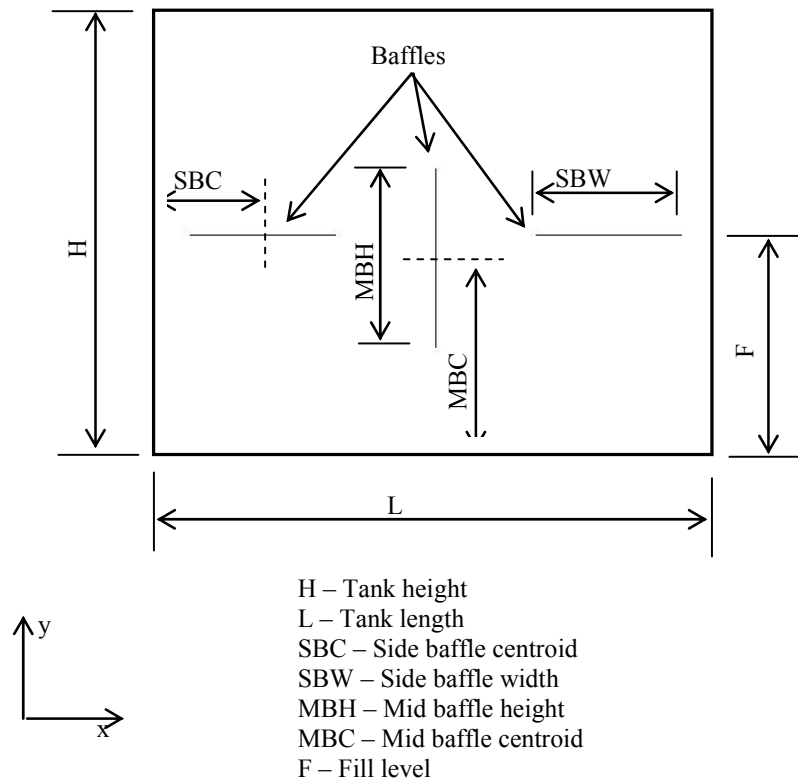 Baffles
SBC
SBW
H
MBH
MBC
F
L
H – Tank height
L – Tank length
SBC – Side baffle centroid
SBW – Side baffle width
MBH – Mid baffle height
MBC – Mid baffle centroid
F – Fill level
y
x